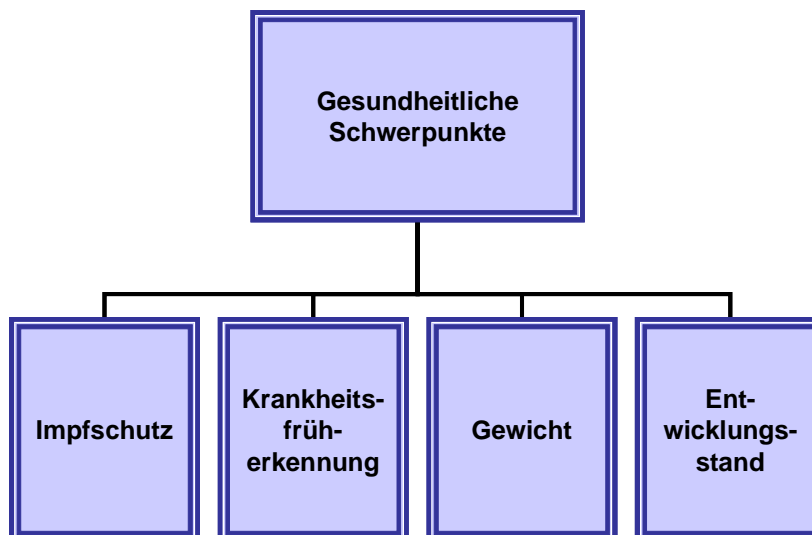 Gesundheitliche
Schwerpunkte
Impfschutz
Krankheits-
früh-
erkennung
Gewicht
Ent-
wicklungs-
stand